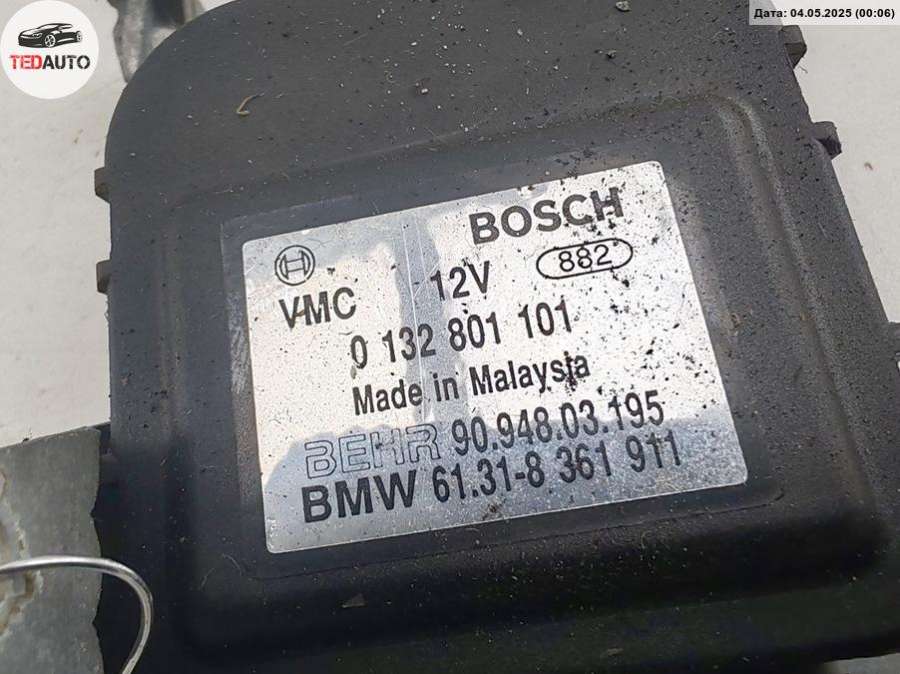 TEDAUTO
Дата: 04.05.2025 (00:06)
BOSCH
VMC 12V 882
0 132 801 101
Made in Malaysia
BEHR 90.948.03.195
BMW 61.31-8 361 911